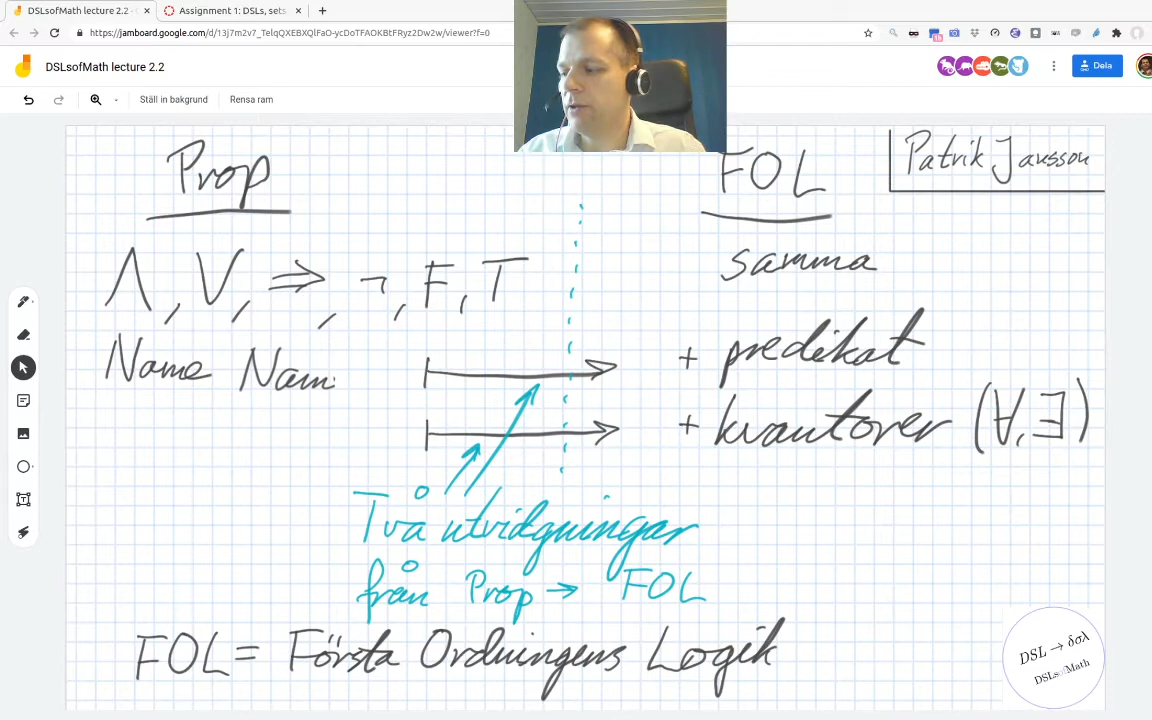 DSLsofMath lecture 2.2 -
Assignment 1: DSLs, sets
https://jamboard.google.com/d/13j7m2v7_TelqQXEBXQlFaO-ycDoTFAOKBtFRyz2Dw2w/viewer?f=0
DSLsofMath lecture 2.2
Dela
Ställ in bakgrund
Rensa ram
Prop
FOL
Patrik Jansson
Λ, V, ⇒, ¬, F, T
samma
Name Nam
+ predikat
+ kvantorer (∀,∃)
Två utvidgningar
från Prop → FOL
FOL = Första Ordningens Logik
DSL → δσλ
DSLsofMath